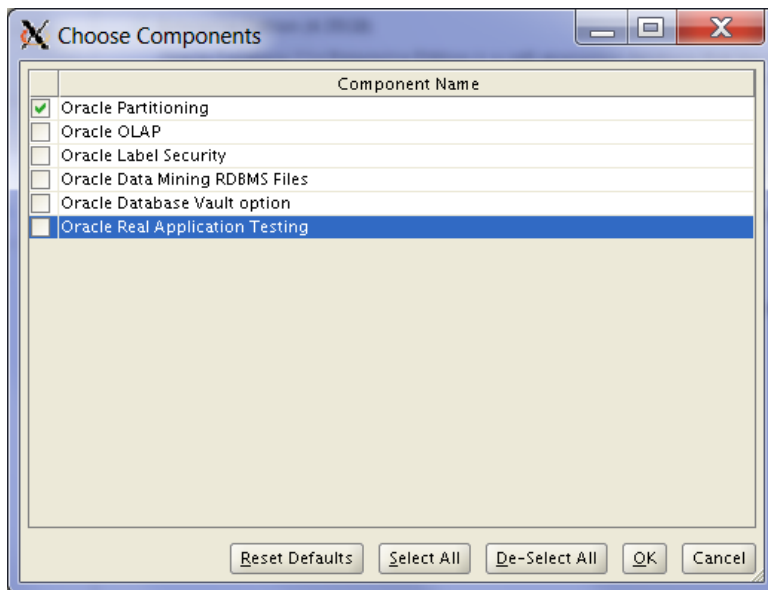 Choose Components
Component Name
Oracle Partitioning
Oracle OLAP
Oracle Label Security
Oracle Data Mining RDBMS Files
Oracle Database Vault option
Oracle Real Application Testing
Reset Defaults Select All De-Select All OK Cancel